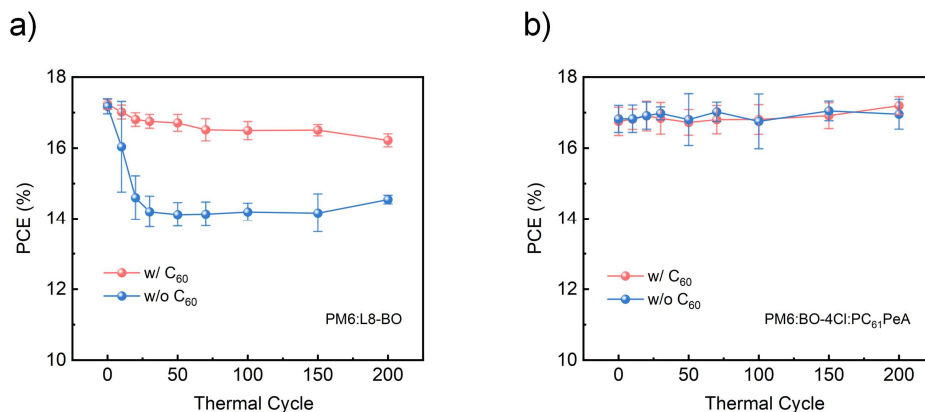 a)
18
16
14
12
10
PCE (%)
w/ C₆₀
w/o C₆₀
PM6:L8-BO
0 50 100 150 200
Thermal Cycle
b)
18
16
14
12
10
PCE (%)
w/ C₆₀
w/o C₆₀
PM6:BO-4Cl:PC₆₁PeA
0 50 100 150 200
Thermal Cycle